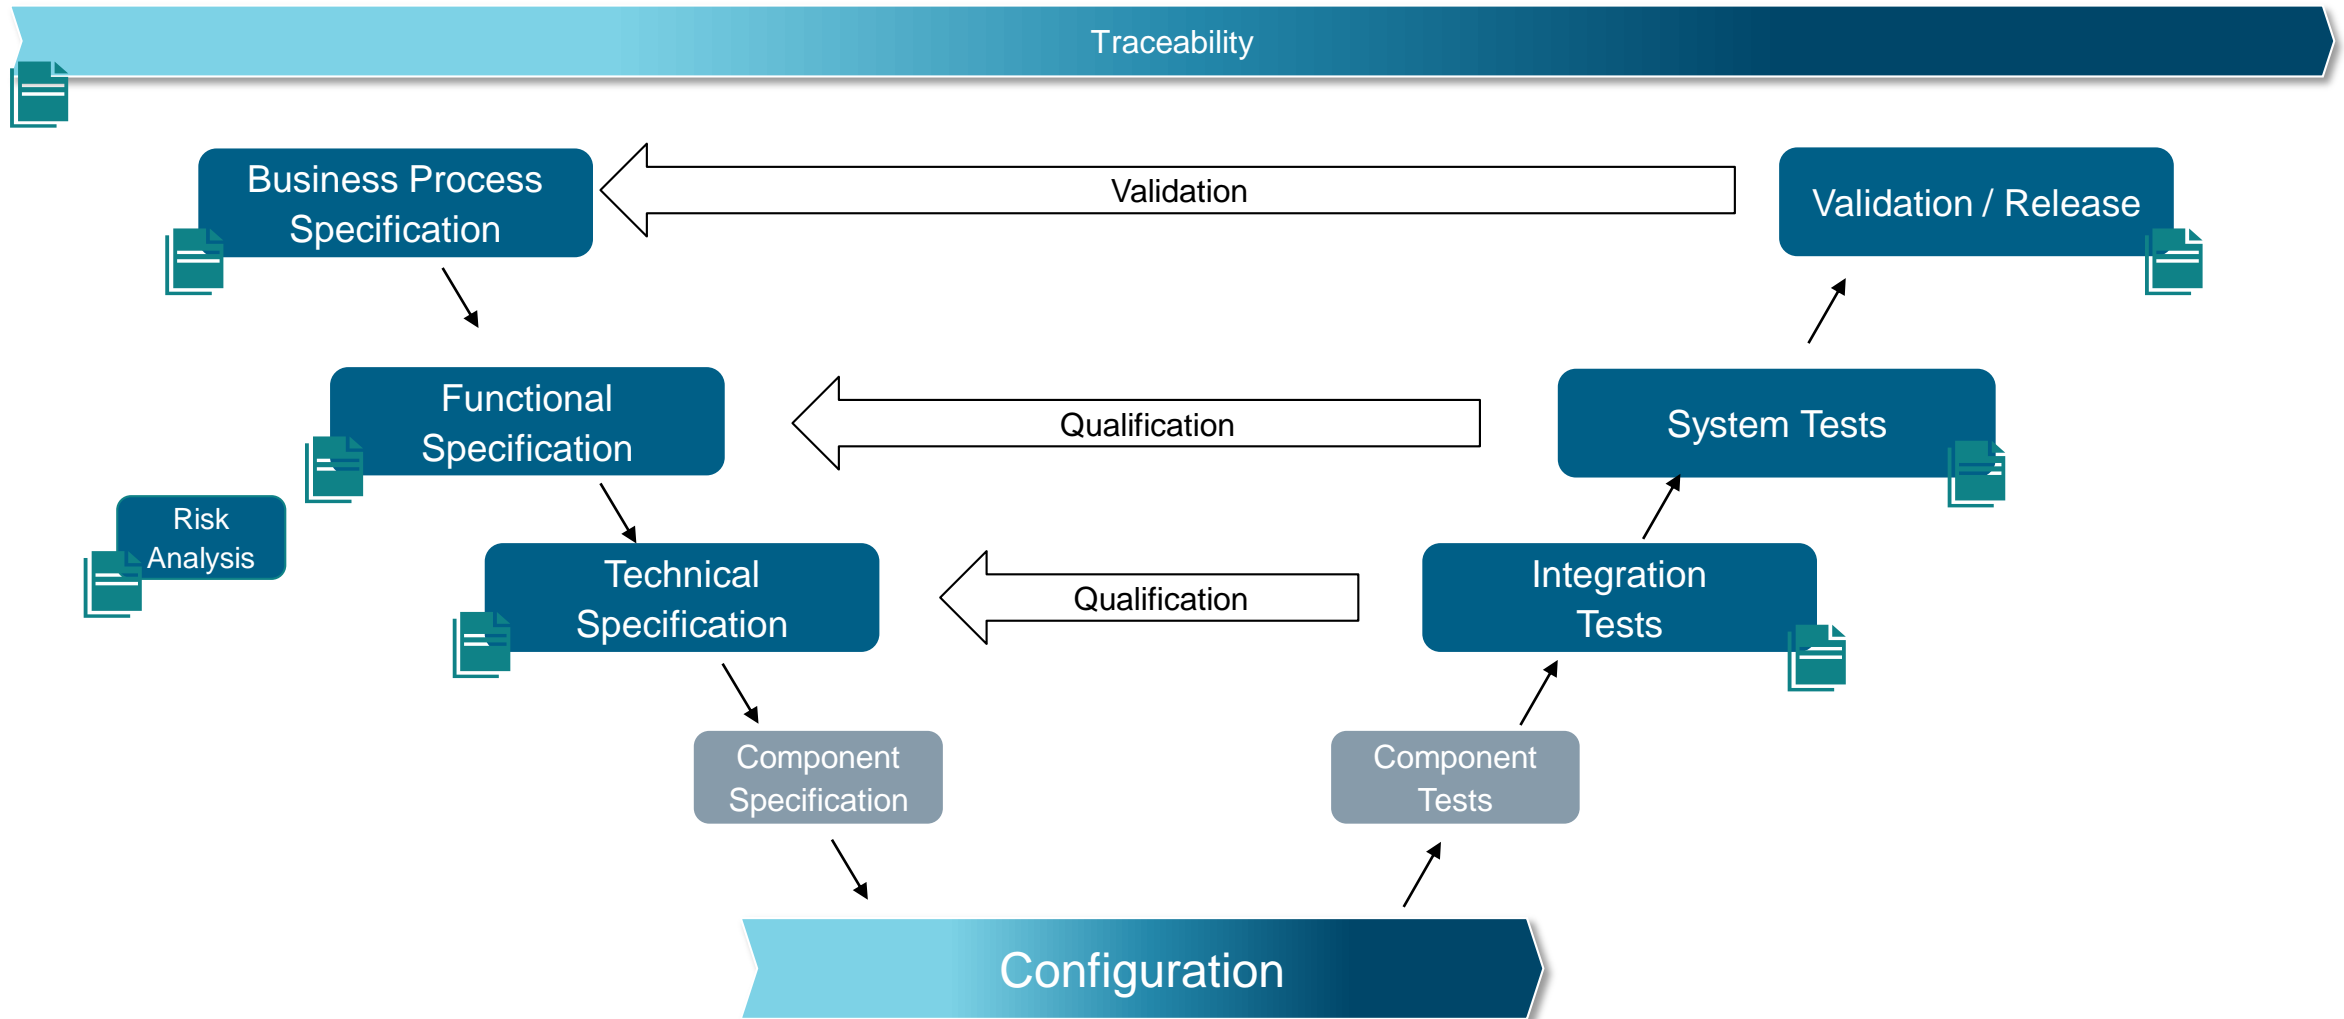 Traceability
Business Process
Specification
Validation
Validation / Release
Functional
Specification
Qualification
System Tests
Risk
Analysis
Technical
Specification
Qualification
Integration
Tests
Component
Specification
Component
Tests
Configuration